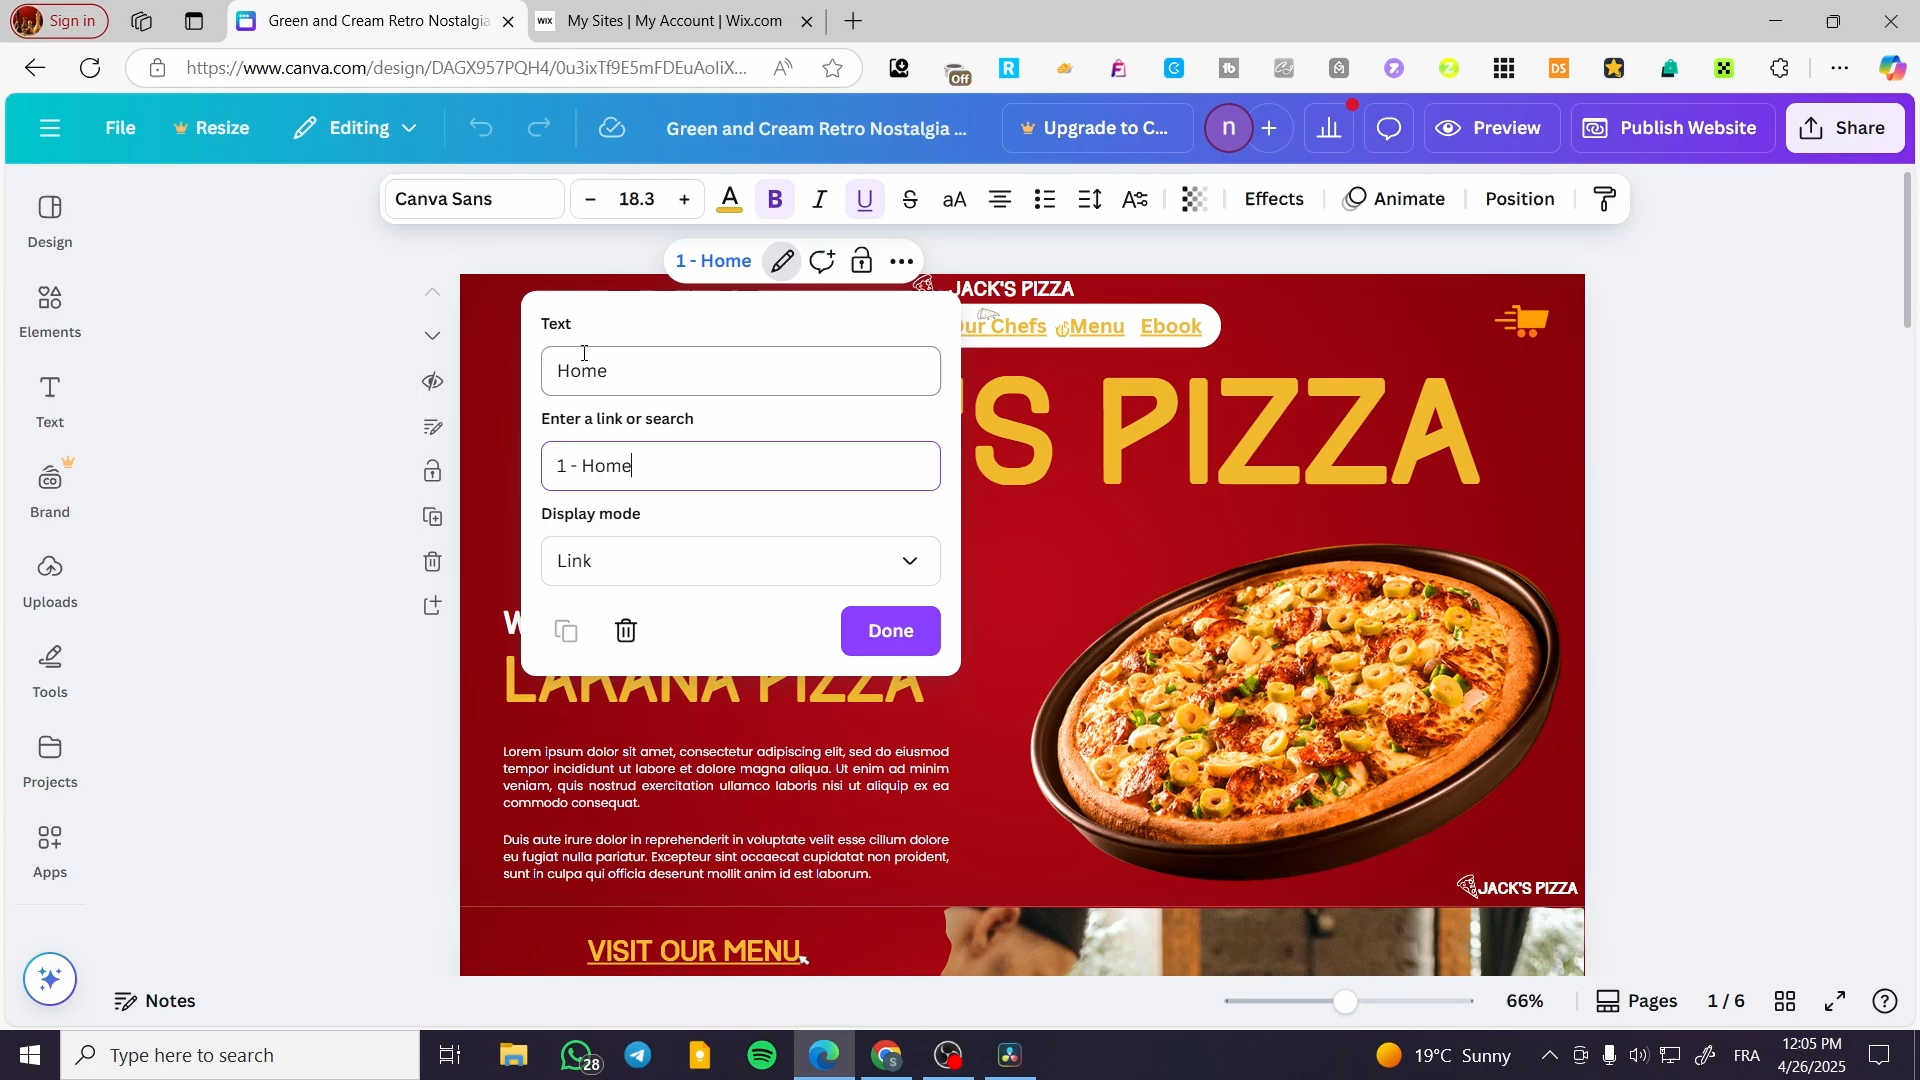 Sign in
Green and Cream Retro Nostalgia
WIX My Sites | My Account | Wix.com
https://www.canva.com/design/DAGX957PQH4/0u3ixTf9E5mFDEuAoliX...
Off
File
Resize
Editing
Green and Cream Retro Nostalgia ...
Upgrade to C...
n
Preview
Publish Website
Share
Canva Sans
- 18.3 +
A B I U S aA
Effects
Animate
Position
1 - Home
Design
Elements
Text
Brand
Uploads
Tools
Projects
Apps
Text
Home
Enter a link or search
1 - Home
Display mode
Link
Done
JACK'S PIZZA
ur Chefs Menu Ebook
'S PIZZA
W
LARANA PIZZA
Lorem ipsum dolor sit amet, consectetur adipiscing elit, sed do eiusmod
tempor incididunt ut labore et dolore magna aliqua. Ut enim ad minim
veniam, quis nostrud exercitation ullamco laboris nisi ut aliquip ex ea
commodo consequat.
Duis aute irure dolor in reprehenderit in voluptate velit esse cillum dolore
eu fugiat nulla pariatur. Excepteur sint occaecat cupidatat non proident,
sunt in culpa qui officia deserunt mollit anim id est laborum.
JACK'S PIZZA
VISIT OUR MENU
Notes
66%
Pages
1 / 6
Type here to search
28
19°C Sunny
FRA
12:05 PM
4/26/2025